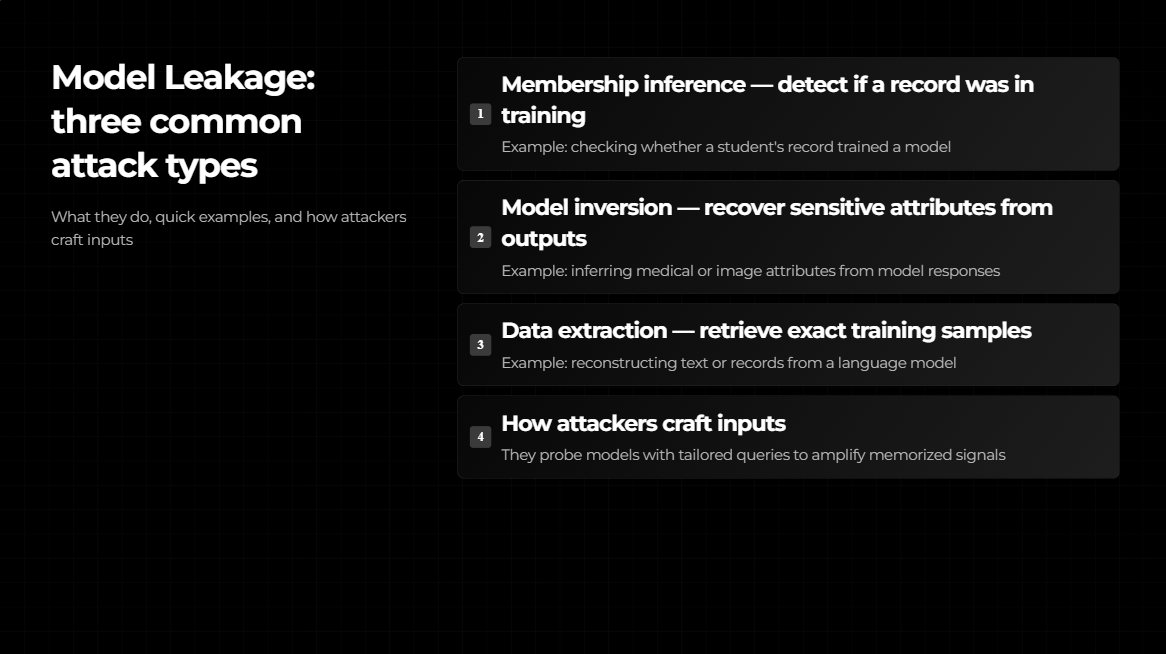 Model Leakage:
three common
attack types
What they do, quick examples, and how attackers
craft inputs
1
Membership inference — detect if a record was in
training
Example: checking whether a student's record trained a model
2
Model inversion — recover sensitive attributes from
outputs
Example: inferring medical or image attributes from model responses
3
Data extraction — retrieve exact training samples
Example: reconstructing text or records from a language model
4
How attackers craft inputs
They probe models with tailored queries to amplify memorized signals